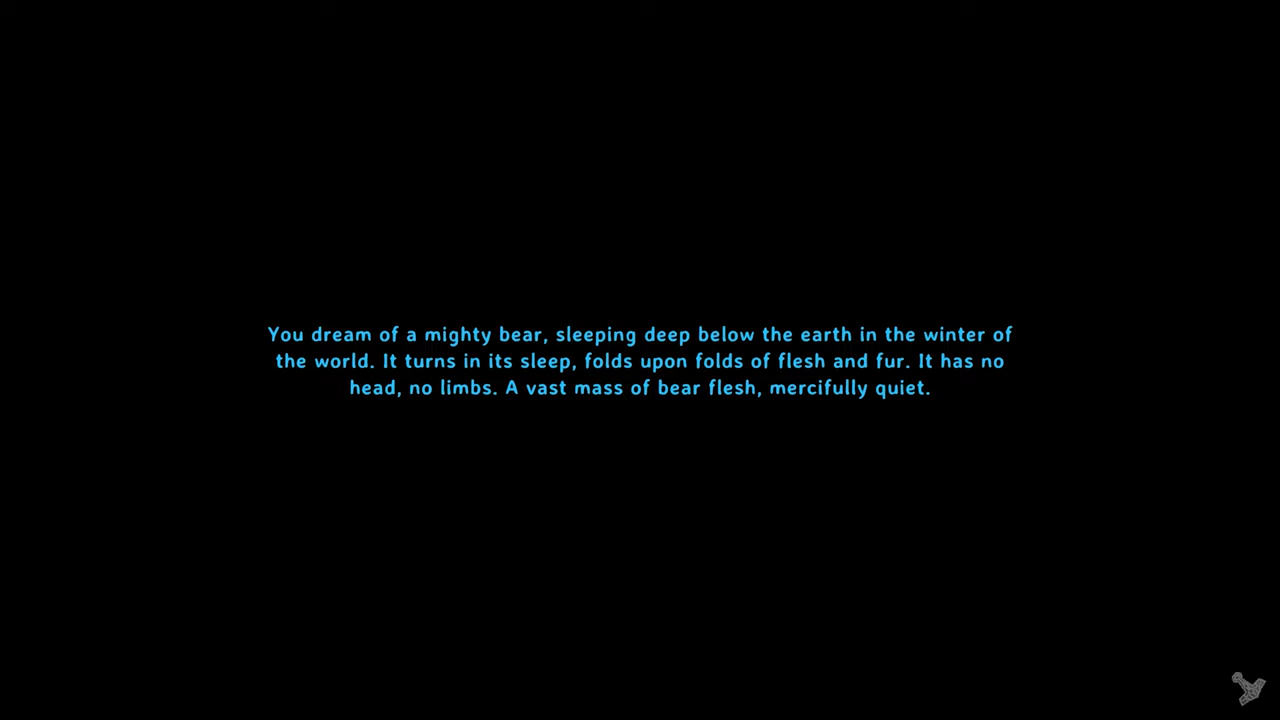 You dream of a mighty bear, sleeping deep below the earth in the winter of
the world. It turns in its sleep, folds upon folds of flesh and fur. It has no
head, no limbs. A vast mass of bear flesh, mercifully quiet.